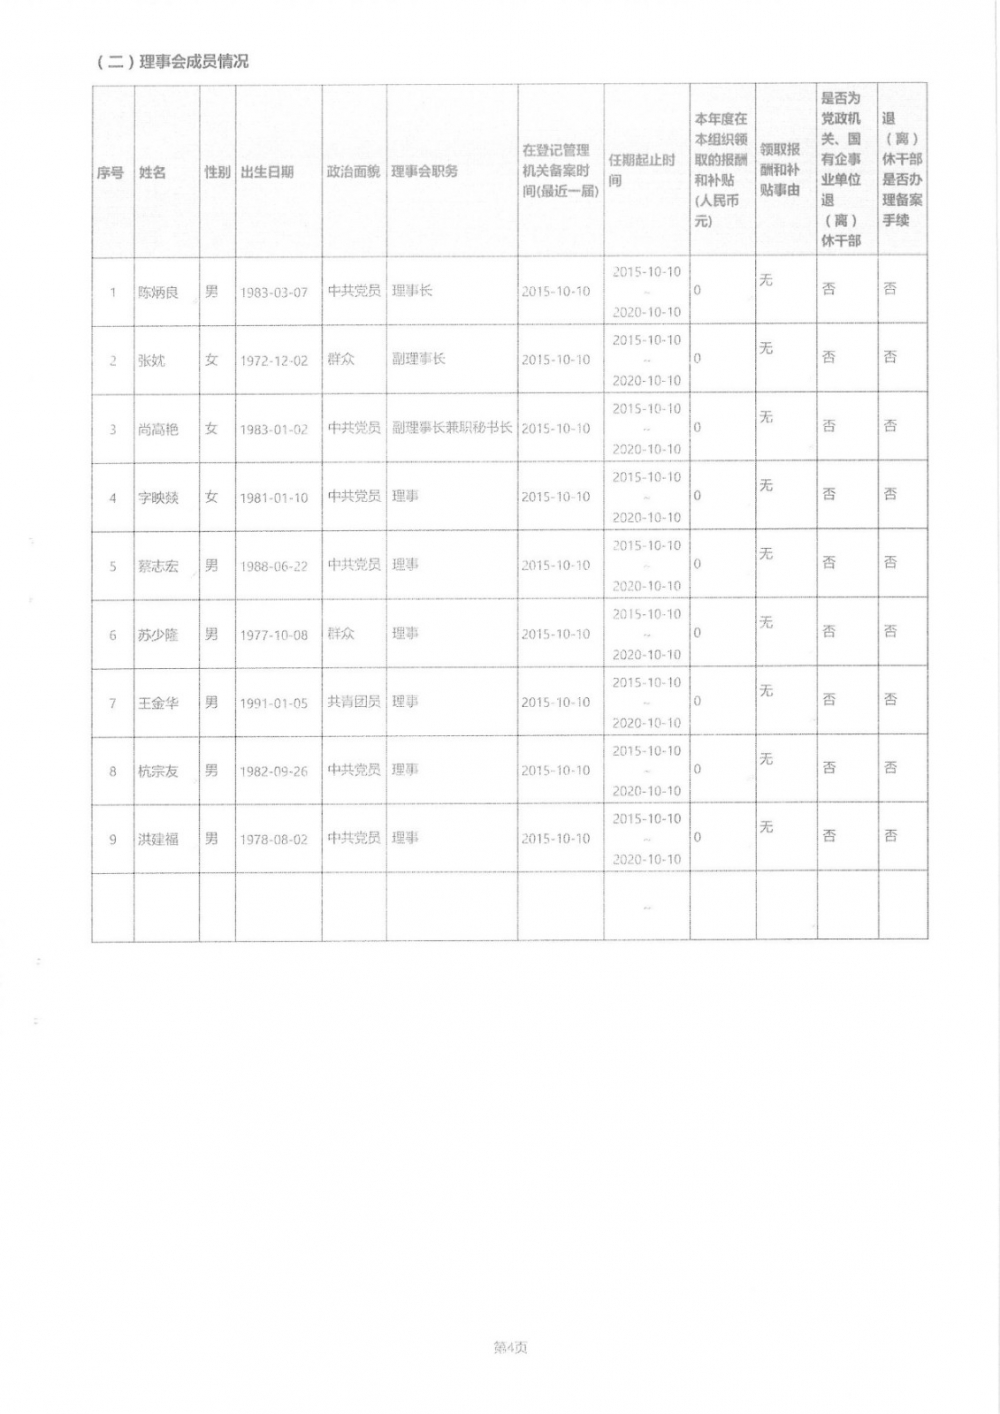 （二）理事会成员情况
序号 姓名 性别 出生日期 政治面貌 理事会职务 在登记管理机关备案时间(最近一届) 任期起止时间 本年度在本组织领取的报酬和补贴(人民币元) 领取报酬和补贴事由 是否为党政机关、国有企事业单位退（离）休干部 退（离）休干部是否办理备案手续
1 陈炳良 男 1983-03-07 中共党员 理事长 2015-10-10 2015-10-10 ~ 2020-10-10 0 无 否 否
2 张妉 女 1972-12-02 群众 副理事长 2015-10-10 2015-10-10 ~ 2020-10-10 0 无 否 否
3 尚高艳 女 1983-01-02 中共党员 副理事长兼职秘书长 2015-10-10 2015-10-10 ~ 2020-10-10 0 无 否 否
4 字映燚 女 1981-01-10 中共党员 理事 2015-10-10 2015-10-10 ~ 2020-10-10 0 无 否 否
5 蔡志宏 男 1988-06-22 中共党员 理事 2015-10-10 2015-10-10 ~ 2020-10-10 0 无 否 否
6 苏少隆 男 1977-10-08 群众 理事 2015-10-10 2015-10-10 ~ 2020-10-10 0 无 否 否
7 王金华 男 1991-01-05 共青团员 理事 2015-10-10 2015-10-10 ~ 2020-10-10 0 无 否 否
8 杭宗友 男 1982-09-26 中共党员 理事 2015-10-10 2015-10-10 ~ 2020-10-10 0 无 否 否
9 洪建福 男 1978-08-02 中共党员 理事 2015-10-10 2015-10-10 ~ 2020-10-10 0 无 否 否
~
第4页